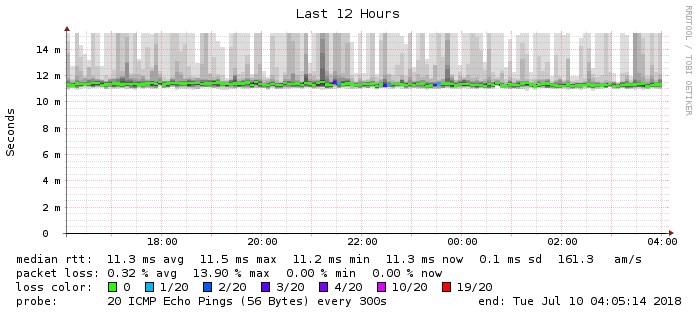 Last 12 Hours
RRDTOOL / TOBI OETIKER
Seconds
14 m
12 m
10 m
8 m
6 m
4 m
2 m
0
18:00 20:00 22:00 00:00 02:00 04:00
median rtt: 11.3 ms avg 11.5 ms max 11.2 ms min 11.3 ms now 0.1 ms sd 161.3 am/s
packet loss: 0.32 % avg 13.90 % max 0.00 % min 0.00 % now
loss color: 0 1/20 2/20 3/20 4/20 10/20 19/20
probe: 20 ICMP Echo Pings (56 Bytes) every 300s end: Tue Jul 10 04:05:14 2018